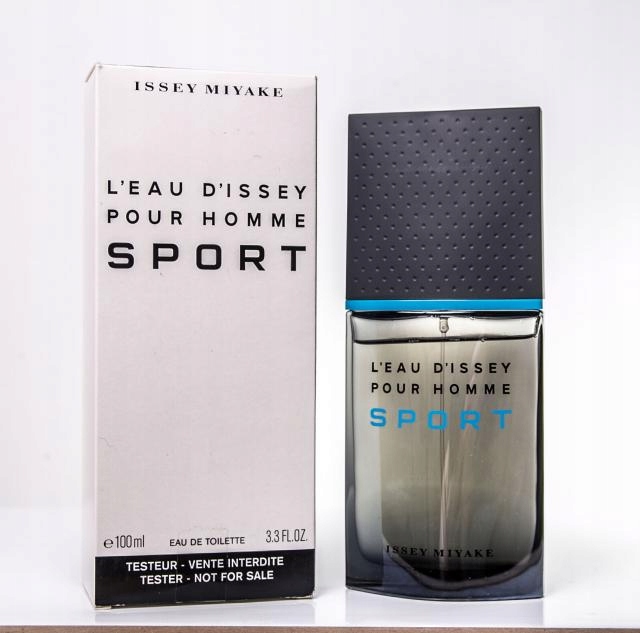 ISSEY MIYAKE
L'EAU D'ISSEY
POUR HOMME
SPORT
℮100ml EAU DE TOILETTE 3.3 FL.OZ.
TESTEUR - VENTE INTERDITE
TESTER - NOT FOR SALE
L'EAU D'ISSEY
POUR HOMME
SPORT
ISSEY MIYAKE